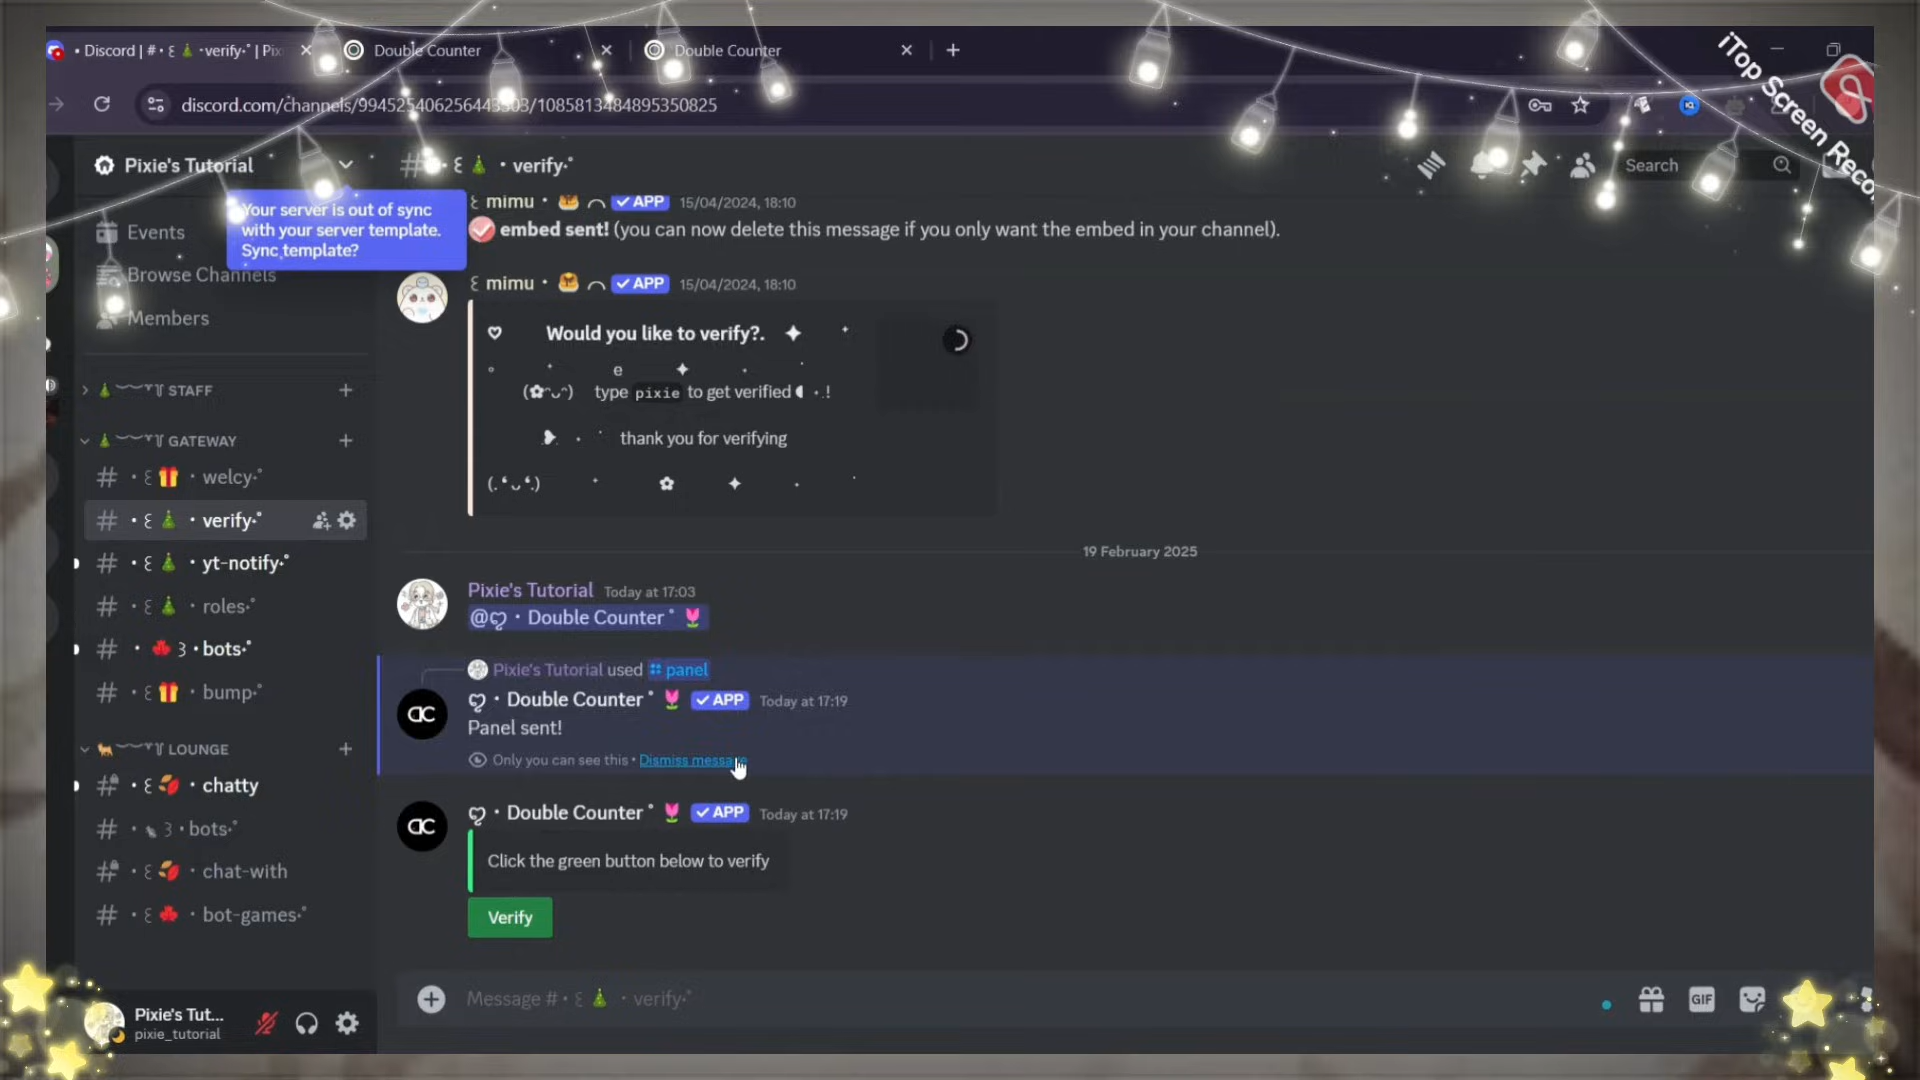 • Discord | # • ꒰ 🎄 • verify•˚ | Pix
Double Counter
Double Counter
iTop Screen Reco
discord.com/channels/994525406256443503/1085813484895350825
Pixie's Tutorial
# • ꒰ 🎄 • verify•˚
Search
Your server is out of sync
with your server template.
Sync template?
Events
Browse Channels
Members
🎄 STAFF
🎄 GATEWAY
# • ꒰ 🎁 • welcy•˚
# • ꒰ 🎄 • verify•˚
# • ꒰ 🎄 • yt-notify•˚
# • ꒰ 🎄 • roles•˚
# • ꒱ • bots•˚
# • ꒰ 🎁 • bump•˚
LOUNGE
# • ꒰ • chatty
# • ꒱ • bots•˚
# • ꒰ • chat-with
# • ꒰ • bot-games•˚
Pixie's Tut...
pixie_tutorial
꒰ mimu • ✓ APP 15/04/2024, 18:10
embed sent! (you can now delete this message if you only want the embed in your channel).
꒰ mimu • ✓ APP 15/04/2024, 18:10
♡ Would you like to verify?. ✦
e ✦
(✿ᵔᴗᵔ) type pixie to get verified ◖ • .!
❥ • thank you for verifying
(.❛ ᴗ ❛.) ✿ ✦
19 February 2025
Pixie's Tutorial Today at 17:03
@ღ • Double Counter ˚ 🌷
Pixie's Tutorial used panel
ღ • Double Counter ˚ 🌷 ✓ APP Today at 17:19
Panel sent!
Only you can see this • Dismiss message
ღ • Double Counter ˚ 🌷 ✓ APP Today at 17:19
Click the green button below to verify
Verify
Message # • ꒰ 🎄 • verify•˚
GIF